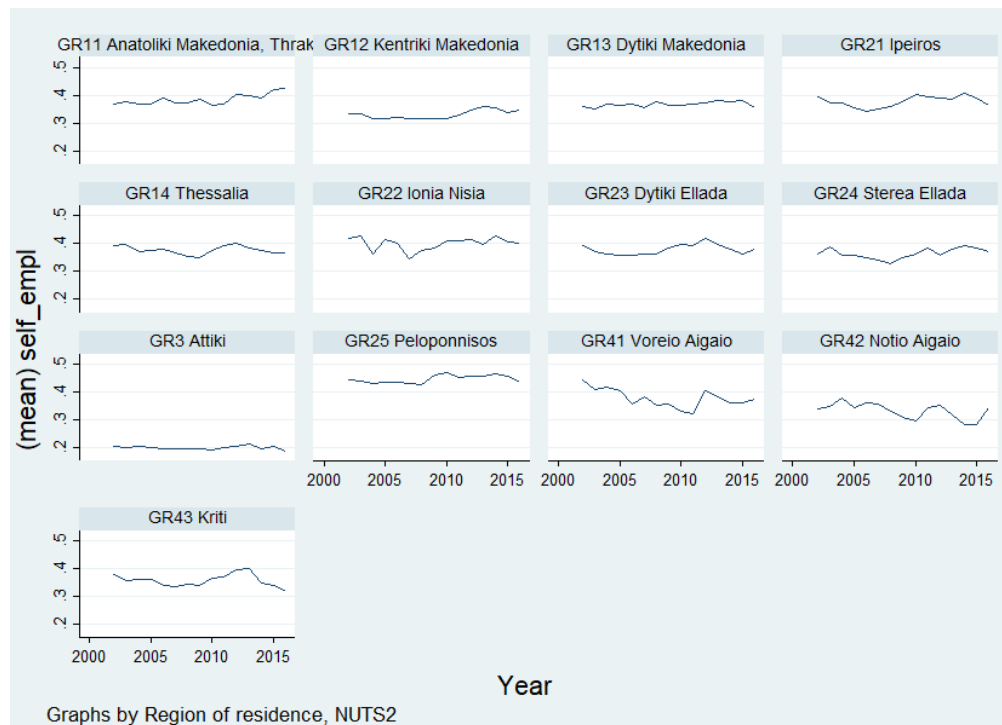 GR11 Anatoliki Makedonia, Thrak
GR12 Kentriki Makedonia
GR13 Dytiki Makedonia
GR21 Ipeiros
.5
.4
.3
.2
GR14 Thessalia
GR22 Ionia Nisia
GR23 Dytiki Ellada
GR24 Sterea Ellada
.5
.4
.3
.2
GR3 Attiki
GR25 Peloponnisos
GR41 Voreio Aigaio
GR42 Notio Aigaio
.5
.4
.3
.2
2000 2005 2010 2015
2000 2005 2010 2015
2000 2005 2010 2015
GR43 Kriti
.5
.4
.3
.2
2000 2005 2010 2015
(mean) self_empl
Year
Graphs by Region of residence, NUTS2